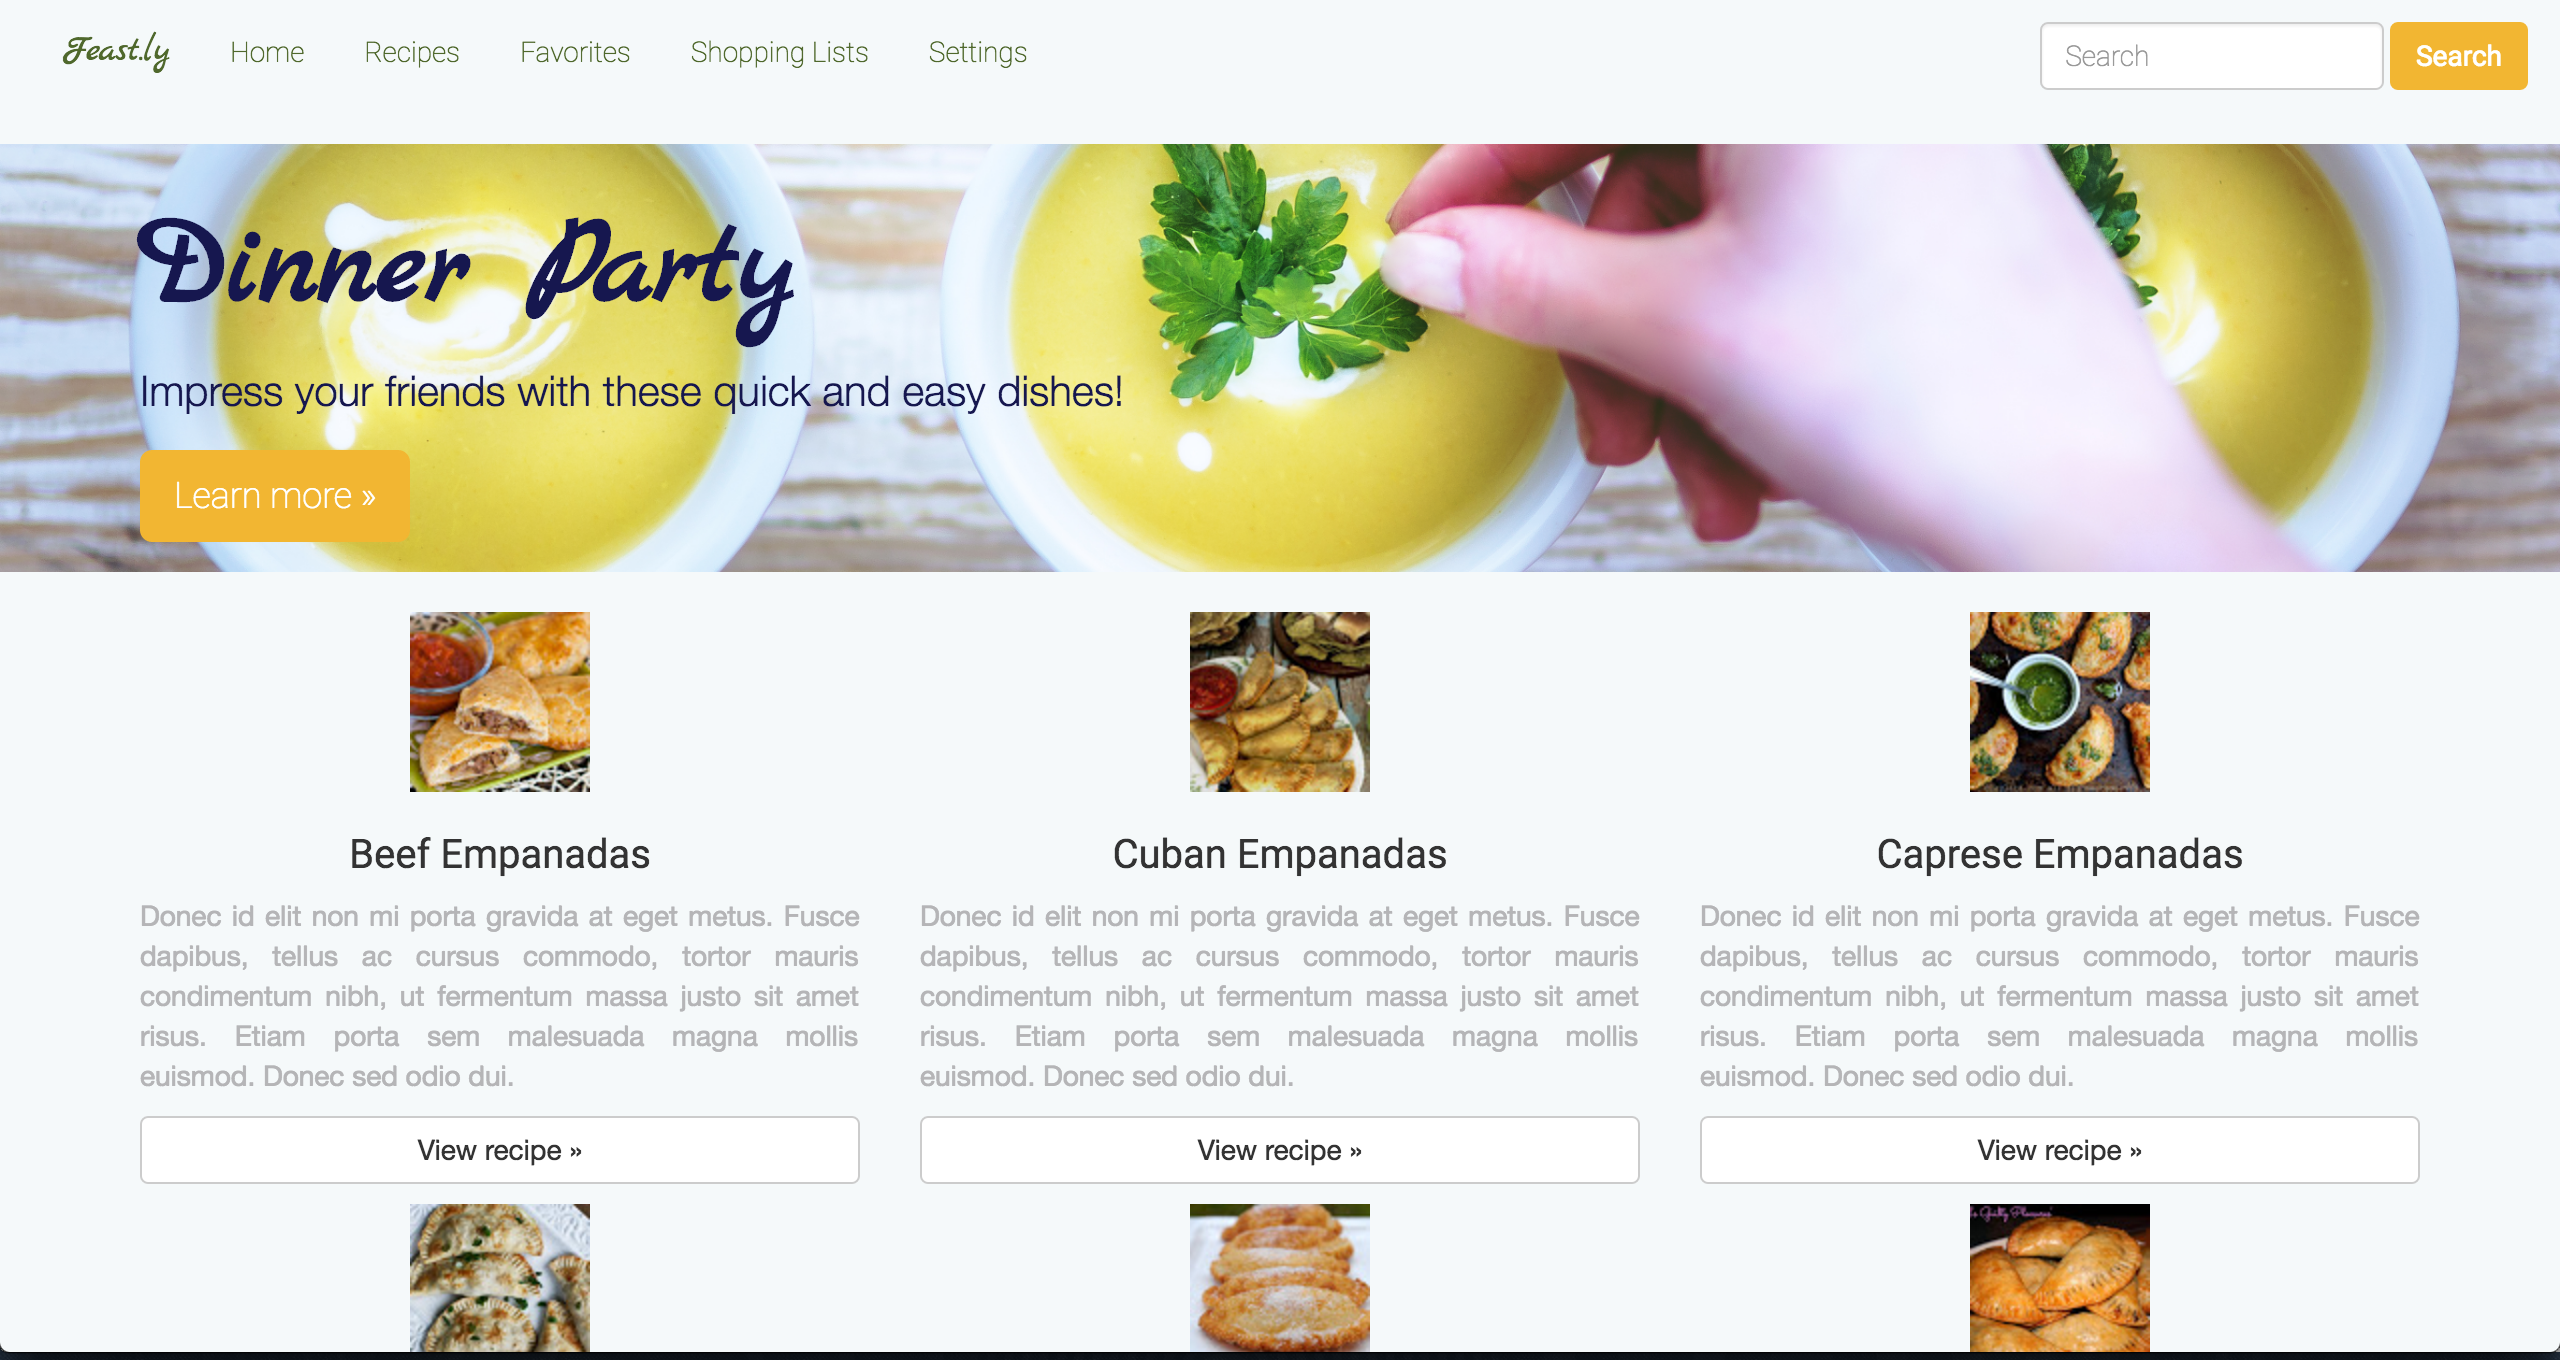 Feast.ly Home Recipes Favorites Shopping Lists Settings Search Search
Dinner Party
Impress your friends with these quick and easy dishes!
Learn more »
Beef Empanadas
Donec id elit non mi porta gravida at eget metus. Fusce
dapibus, tellus ac cursus commodo, tortor mauris
condimentum nibh, ut fermentum massa justo sit amet
risus. Etiam porta sem malesuada magna mollis
euismod. Donec sed odio dui.
View recipe »
Cuban Empanadas
Donec id elit non mi porta gravida at eget metus. Fusce
dapibus, tellus ac cursus commodo, tortor mauris
condimentum nibh, ut fermentum massa justo sit amet
risus. Etiam porta sem malesuada magna mollis
euismod. Donec sed odio dui.
View recipe »
Caprese Empanadas
Donec id elit non mi porta gravida at eget metus. Fusce
dapibus, tellus ac cursus commodo, tortor mauris
condimentum nibh, ut fermentum massa justo sit amet
risus. Etiam porta sem malesuada magna mollis
euismod. Donec sed odio dui.
View recipe »